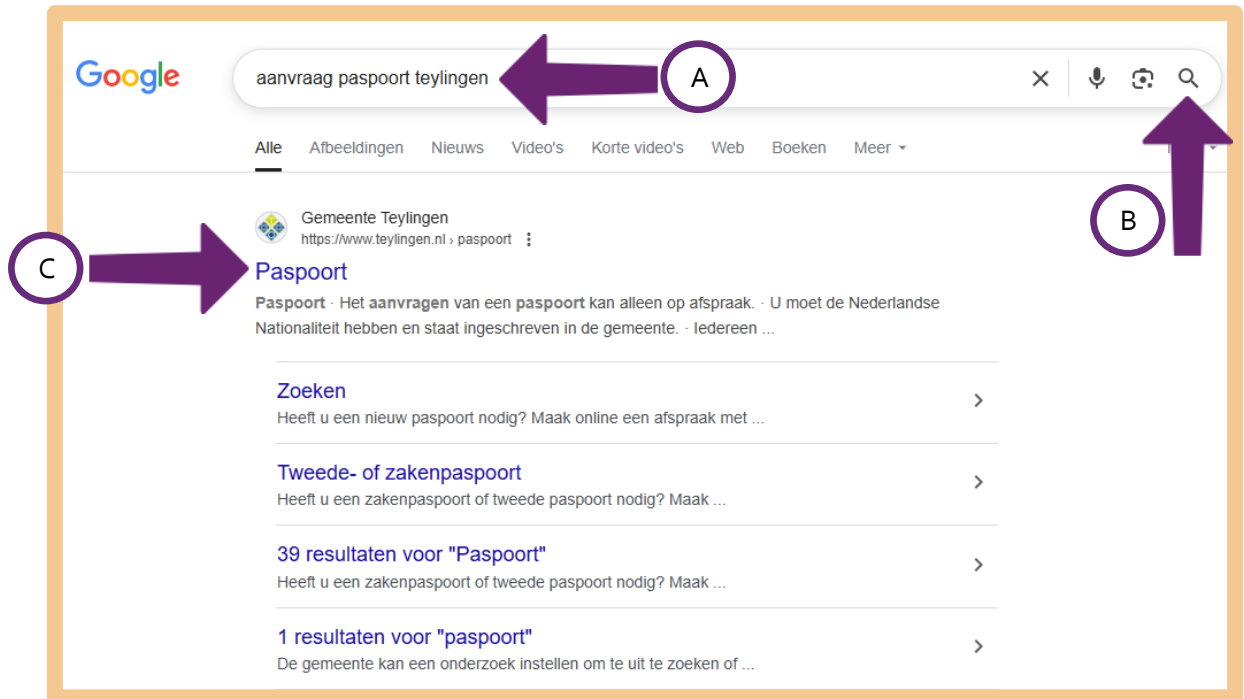 Google
aanvraag paspoort teylingen
A
Alle Afbeeldingen Nieuws Video's Korte video's Web Boeken Meer
B
Gemeente Teylingen
https://www.teylingen.nl › paspoort
C
Paspoort
Paspoort · Het aanvragen van een paspoort kan alleen op afspraak. · U moet de Nederlandse
Nationaliteit hebben en staat ingeschreven in de gemeente. · Iedereen ...
Zoeken
Heeft u een nieuw paspoort nodig? Maak online een afspraak met ...
Tweede- of zakenpaspoort
Heeft u een zakenpaspoort of tweede paspoort nodig? Maak ...
39 resultaten voor "Paspoort"
Heeft u een zakenpaspoort of tweede paspoort nodig? Maak ...
1 resultaten voor "paspoort"
De gemeente kan een onderzoek instellen om te uit te zoeken of ...